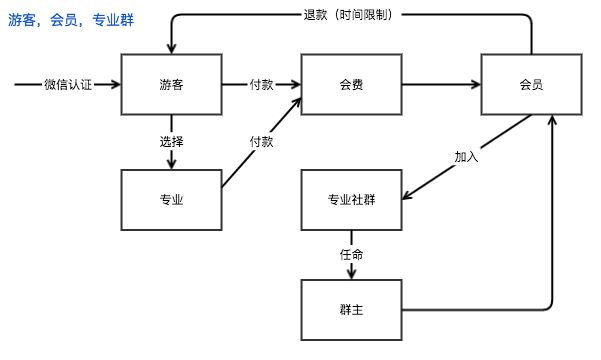 游客，会员，专业群
退款（时间限制）
微信认证
游客
付款
会费
会员
选择
付款
加入
专业
专业社群
任命
群主